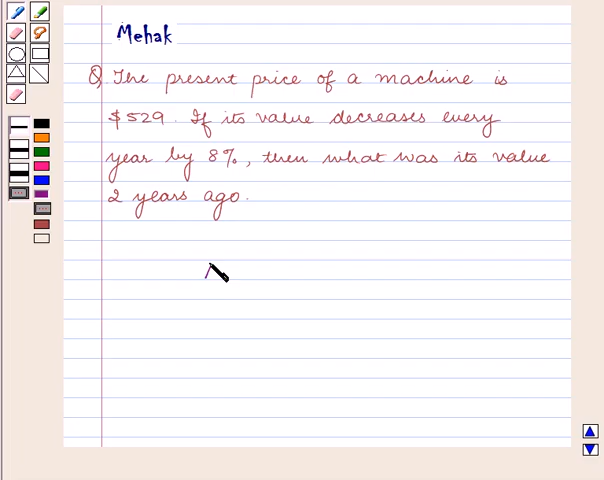 Mehak
Q The present price of a machine is
$529. If its value decreases every
year by 8%, then what was its value
2 years ago.